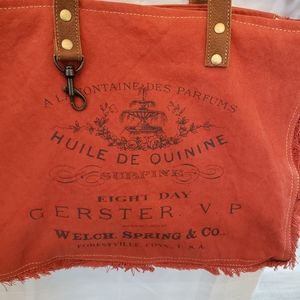 A LA FONTAINE DES PARFUMS
HUILE DE QUININE
SURFINE
EIGHT DAY
GERSTER. V P
WELCH, SPRING & CO.
FORESTVILLE, CONN., U.S.A.